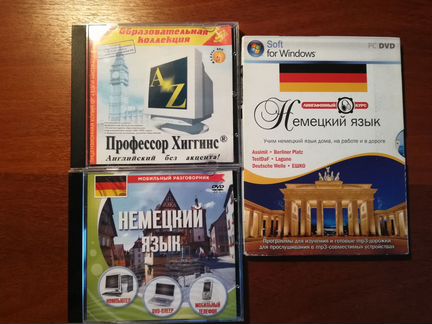 Образовательная
коллекция
A
Z
Профессор Хиггинс®
Английский без акцента!
МОБИЛЬНЫЙ РАЗГОВОРНИК
DVD
НЕМЕЦКИЙ
ЯЗЫК
КОМПЬЮТЕР
DVD-ПЛЕЕР
МОБИЛЬНЫЙ
ТЕЛЕФОН
Soft
for Windows
PC DVD
ЛИНГАФОННЫЙ КУРС
Немецкий язык
Учим немецкий язык дома, на работе и в дороге
Assimil • Berliner Platz
TestDaF • Lagune
Deutsche Welle • ЕШКО
Программы для изучения и готовые mp3-дорожки
для прослушивания в mp3-совместимых устройствах